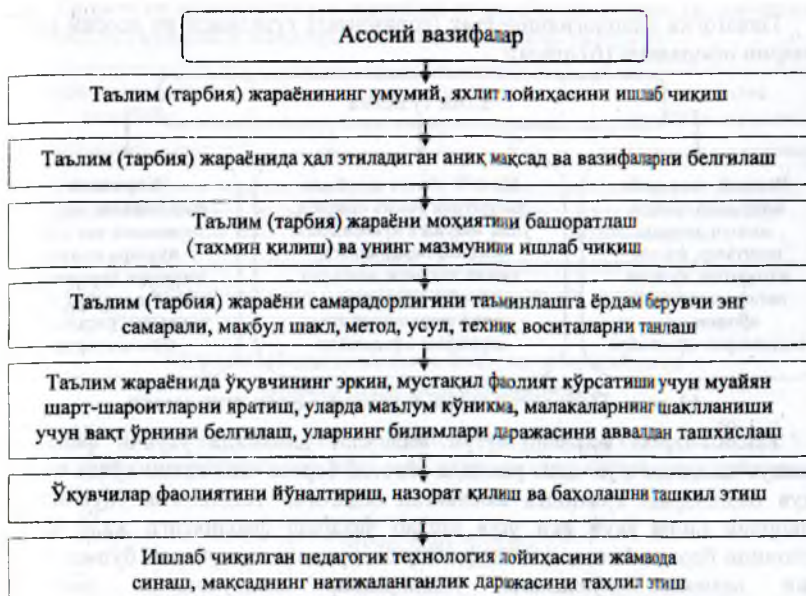 Асосий вазифалар
Таълим (тарбия) жараёнининг умумий, яхлит лойиҳасини ишлаб чиқиш
Таълим (тарбия) жараёнида ҳал этиладиган аниқ мақсад ва вазифаларни белгилаш
Таълим (тарбия) жараёни моҳиятини башоратлаш
(тахмин қилиш) ва унинг мазмунини ишлаб чиқиш
Таълим (тарбия) жараёни самарадорлигини таъминлашга ёрдам берувчи энг
самарали, мақбул шакл, метод, усул, техник воситаларни танлаш
Таълим жараёнида ўқувчининг эркин, мустақил фаолият кўрсатиши учун муайян
шарт-шароитларни яратиш, уларда маълум кўникма, малакаларнинг шаклланиши
учун вақт ўрнини белгилаш, уларнинг билимлари даражасини аввалдан ташхислаш
Ўқувчилар фаолиятини йўналтириш, назорат қилиш ва баҳолашни ташкил этиш
Ишлаб чиқилган педагогик технология лойиҳасини жамоада
синаш, мақсаднинг натижаланганлик даражасини таҳлил этиш